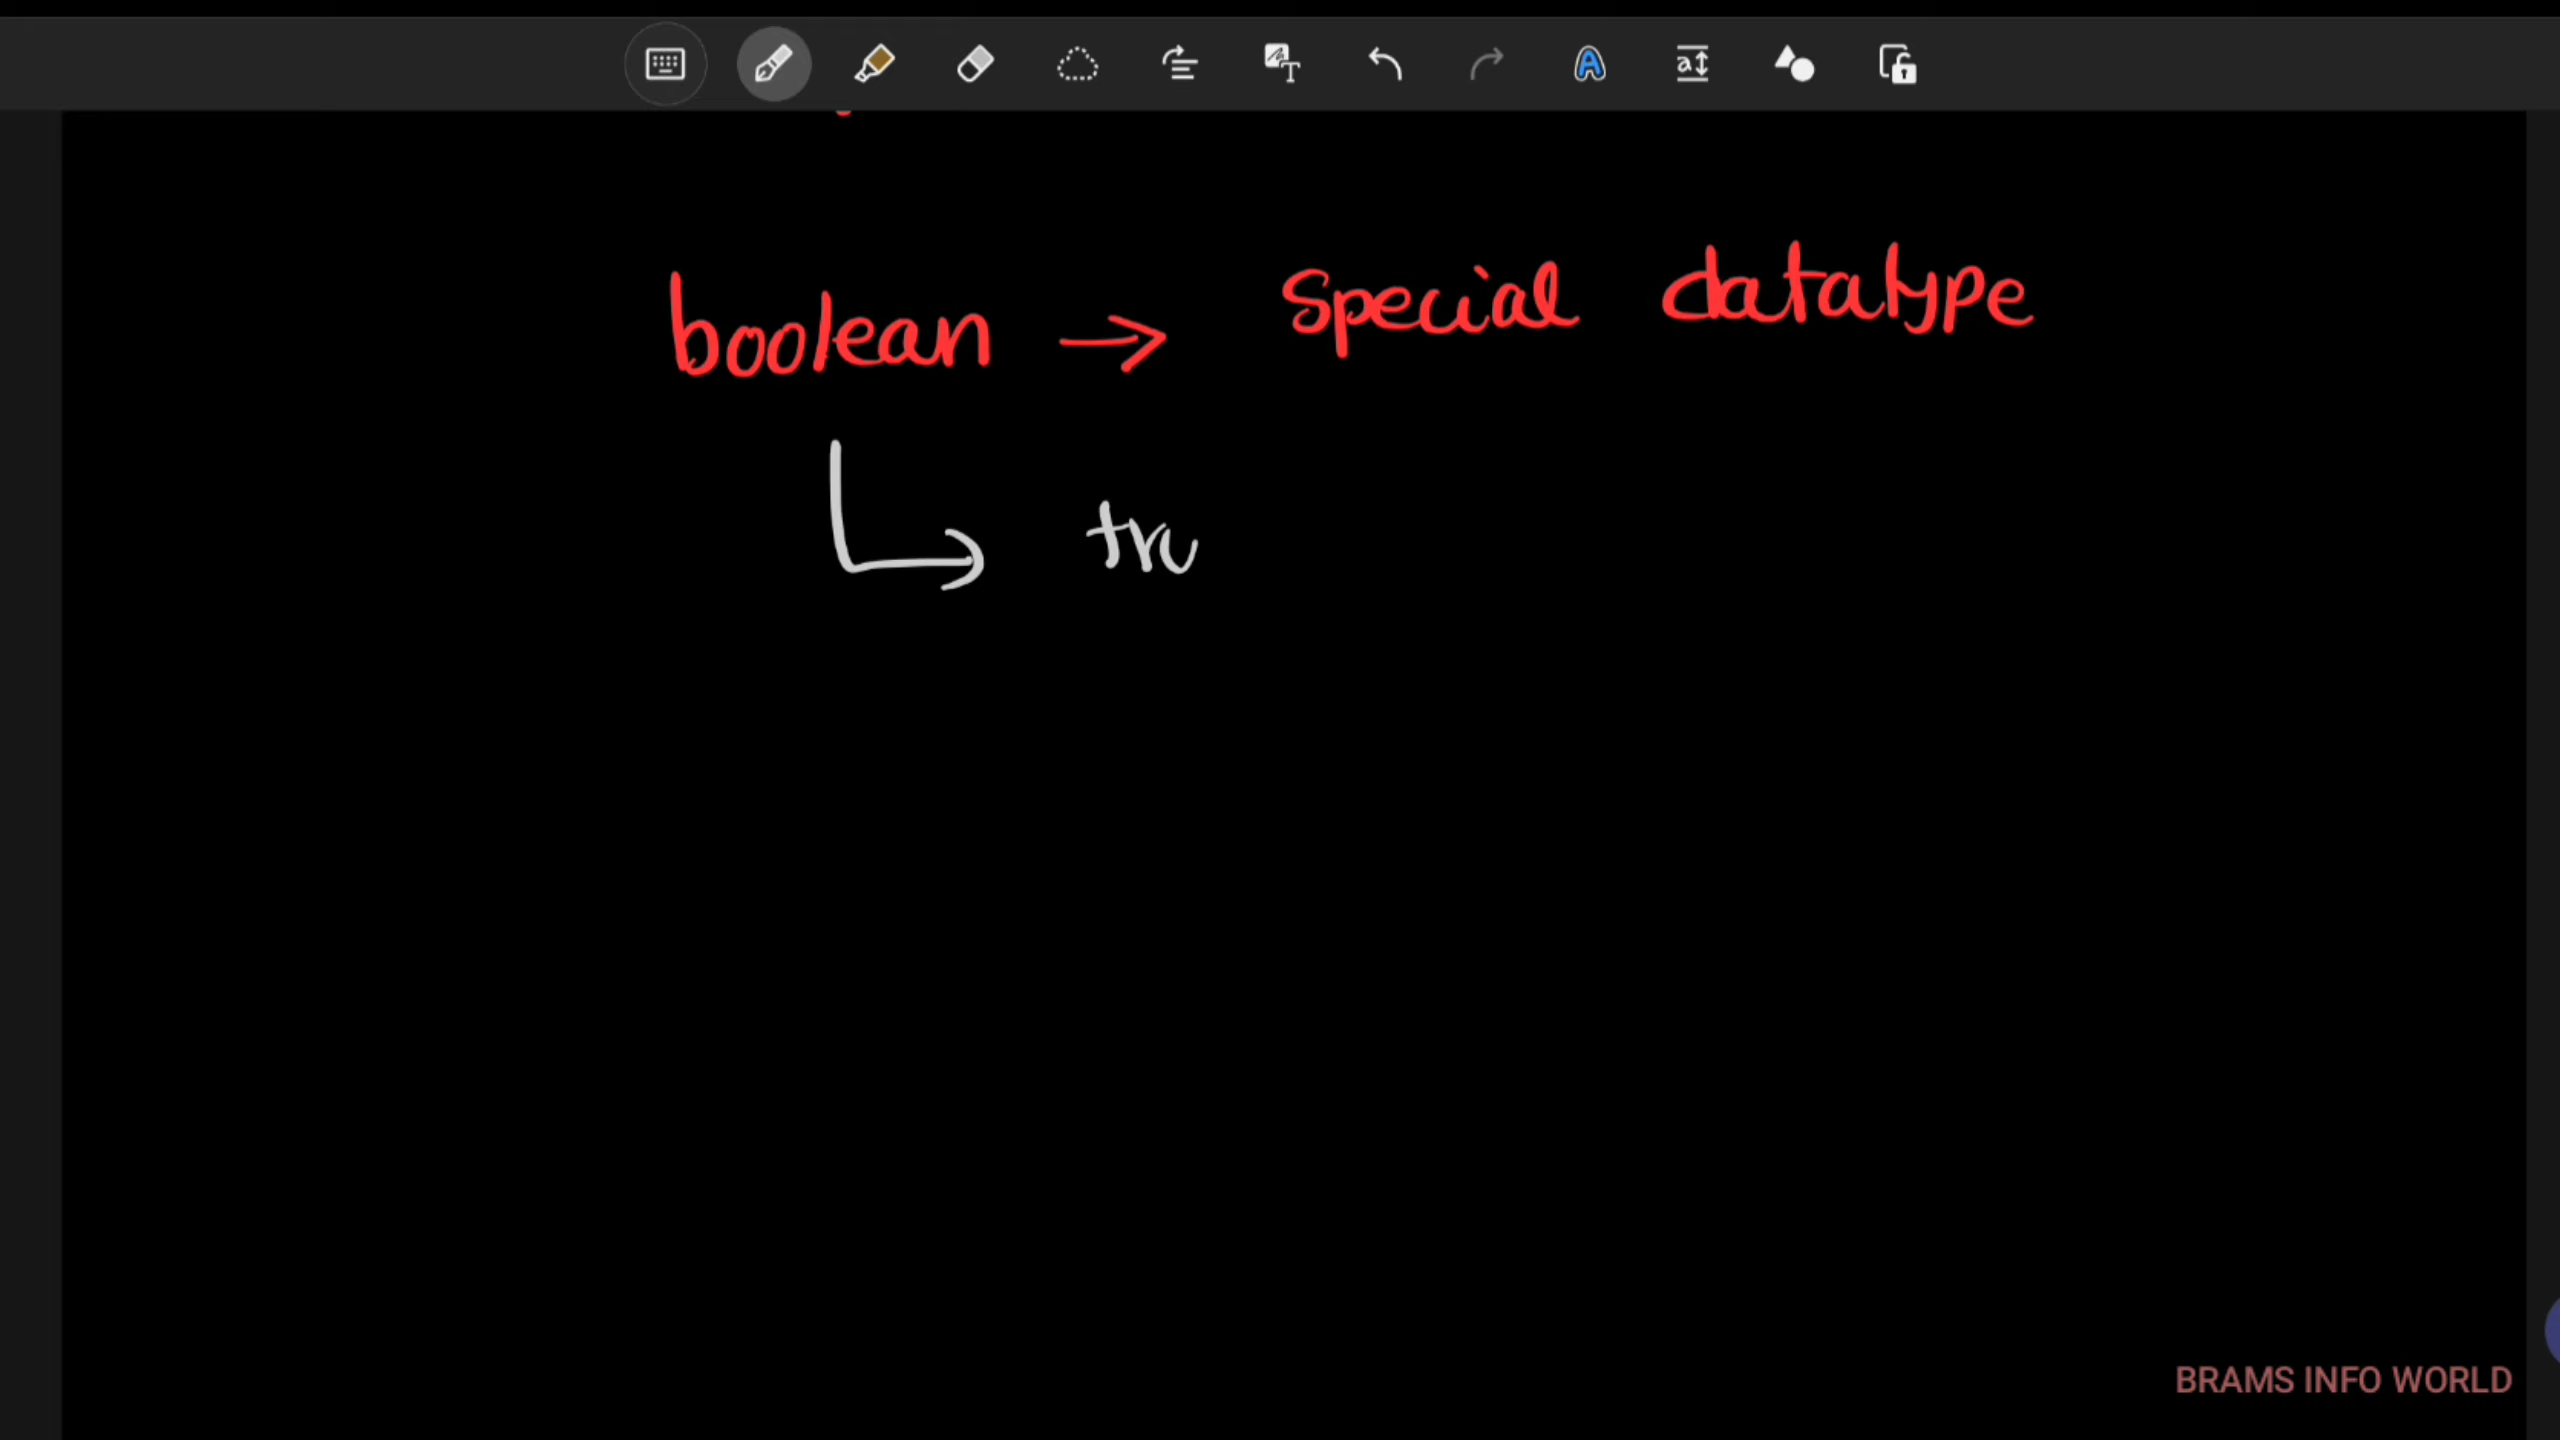 boolean → special datatype
↳ tru
BRAMS INFO WORLD